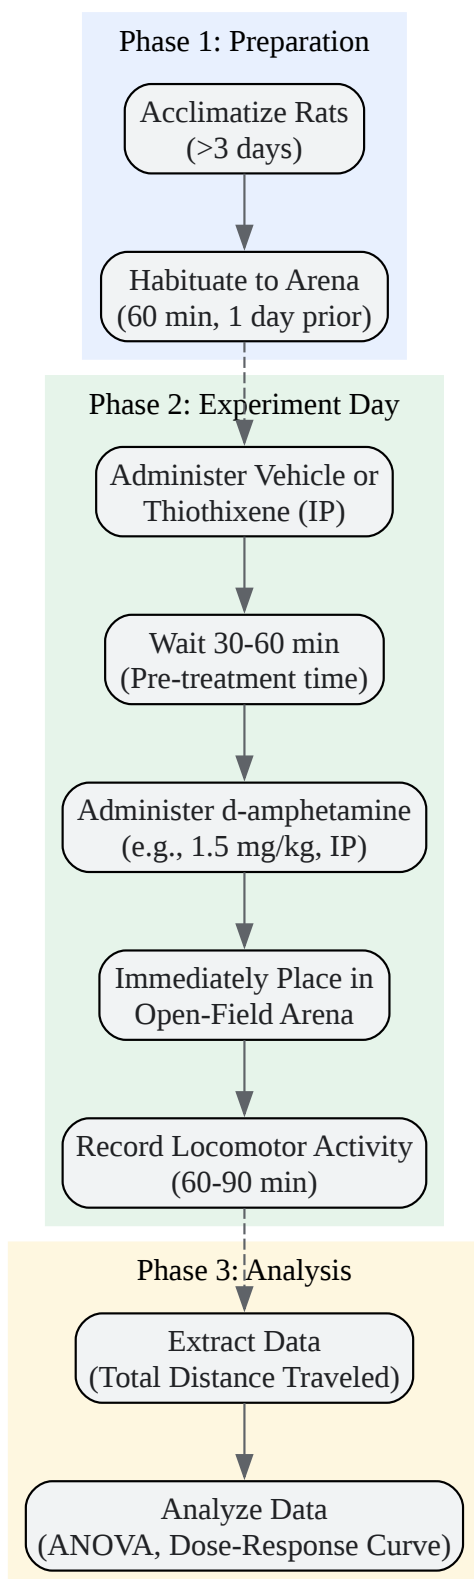 Phase 1: Preparation
Acclimatize Rats
(>3 days)
Habituate to Arena
(60 min, 1 day prior)
Phase 2: Experiment Day
Administer Vehicle or
Thiothixene (IP)
Wait 30-60 min
(Pre-treatment time)
Administer d-amphetamine
(e.g., 1.5 mg/kg, IP)
Immediately Place in
Open-Field Arena
Record Locomotor Activity
(60-90 min)
Phase 3: Analysis
Extract Data
(Total Distance Traveled)
Analyze Data
(ANOVA, Dose-Response Curve)